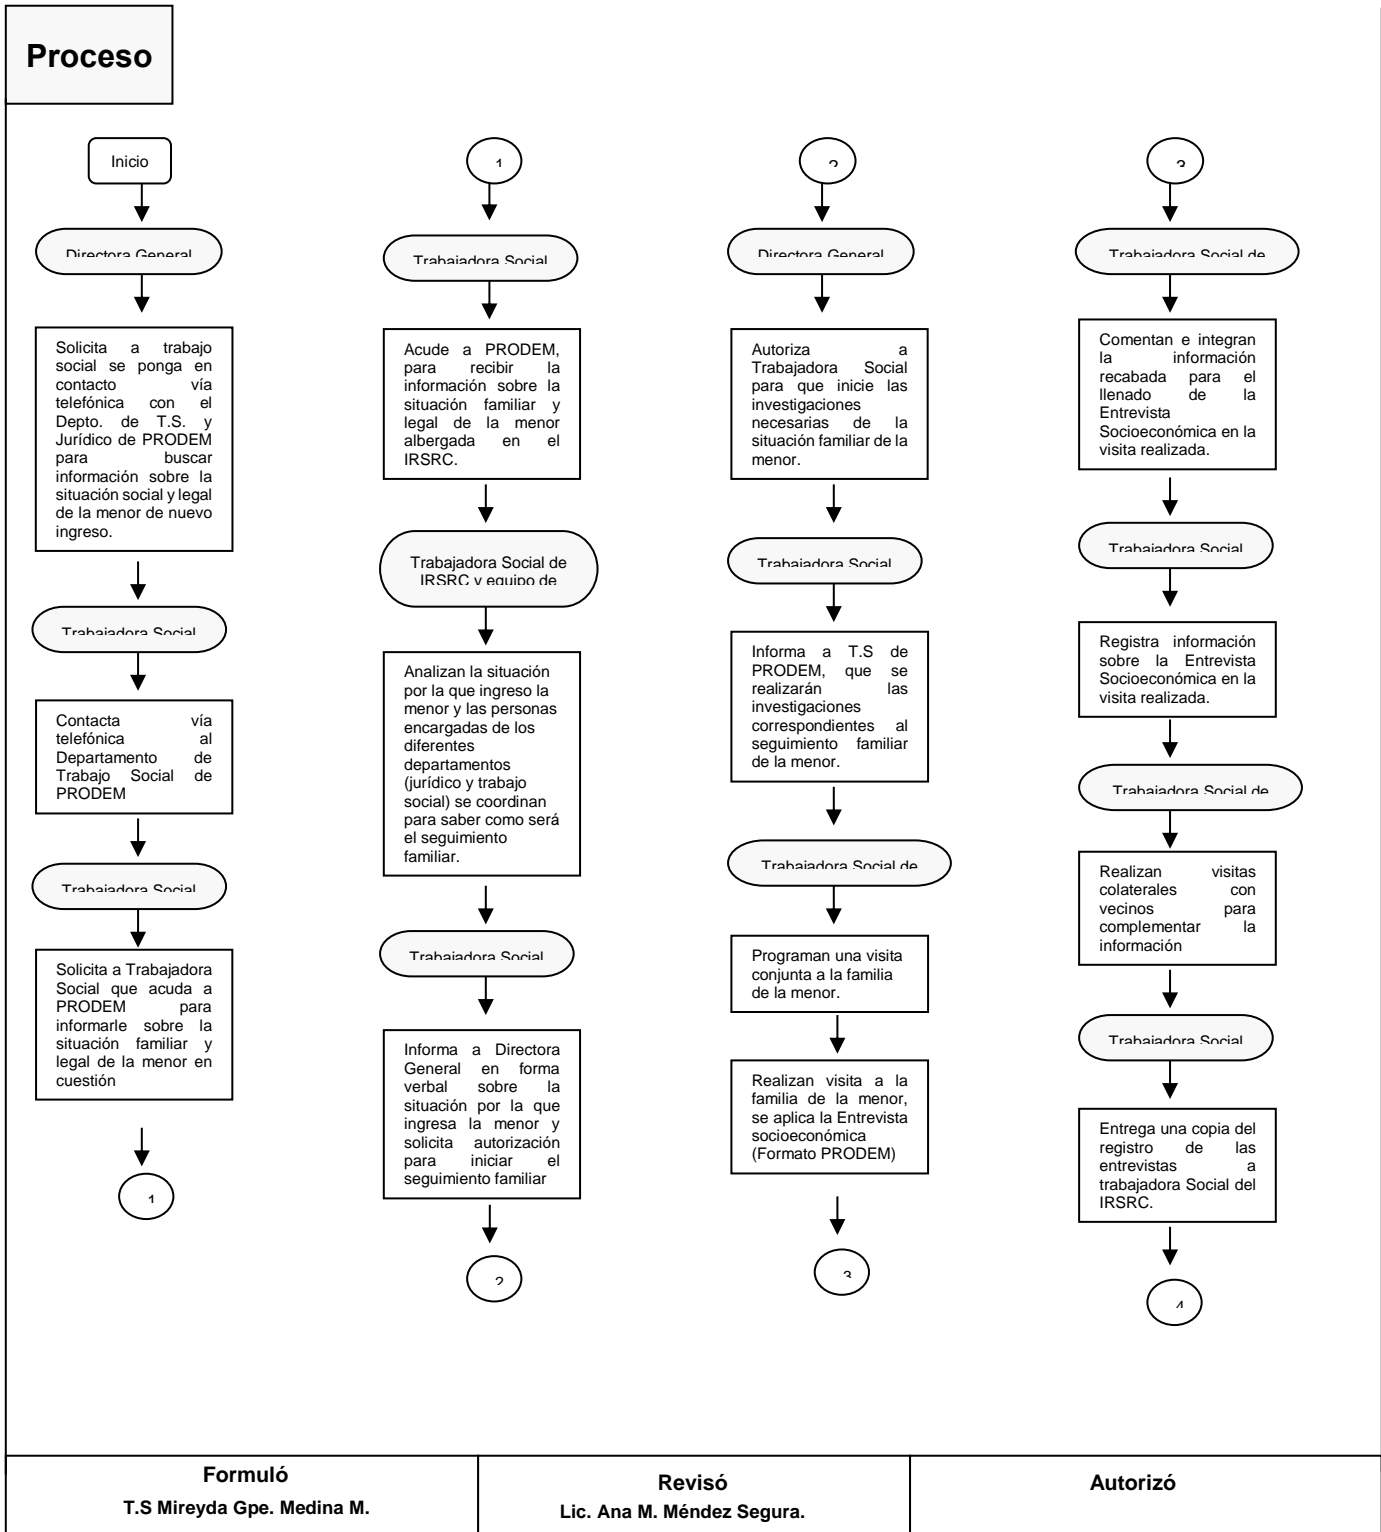 Proceso
Inicio
Directora General
Solicita a trabajo
social se ponga en
contacto vía
telefónica con el
Depto. de T.S. y
Jurídico de PRODEM
para buscar
información sobre la
situación social y legal
de la menor de nuevo
ingreso.
Trabajadora Social
Contacta vía
telefónica al
Departamento de
Trabajo Social de
PRODEM
Trabajadora Social
Solicita a Trabajadora
Social que acuda a
PRODEM para
informarle sobre la
situación familiar y
legal de la menor en
cuestión
1
1
Trabajadora Social
Acude a PRODEM,
para recibir la
información sobre la
situación familiar y
legal de la menor
albergada en el
IRSRC.
Trabajadora Social de
IRSRC y equipo de
Analizan la situación
por la que ingreso la
menor y las personas
encargadas de los
diferentes
departamentos
(jurídico y trabajo
social) se coordinan
para saber como será
el seguimiento
familiar.
Trabajadora Social
Informa a Directora
General en forma
verbal sobre la
situación por la que
ingresa la menor y
solicita autorización
para iniciar el
seguimiento familiar
2
2
Directora General
Autoriza a
Trabajadora Social
para que inicie las
investigaciones
necesarias de la
situación familiar de la
menor.
Trabajadora Social
Informa a T.S de
PRODEM, que se
realizarán las
investigaciones
correspondientes al
seguimiento familiar
de la menor.
Trabajadora Social de
Programan una visita
conjunta a la familia
de la menor.
Realizan visita a la
familia de la menor,
se aplica la Entrevista
socioeconómica
(Formato PRODEM)
3
3
Trabajadora Social de
Comentan e integran
la información
recabada para el
llenado de la
Entrevista
Socioeconómica en la
visita realizada.
Trabajadora Social
Registra información
sobre la Entrevista
Socioeconómica en la
visita realizada.
Trabajadora Social de
Realizan visitas
colaterales con
vecinos para
complementar la
información
Trabajadora Social
Entrega una copia del
registro de las
entrevistas a
trabajadora Social del
IRSRC.
4
Formuló
T.S Mireyda Gpe. Medina M.
Revisó
Lic. Ana M. Méndez Segura.
Autorizó